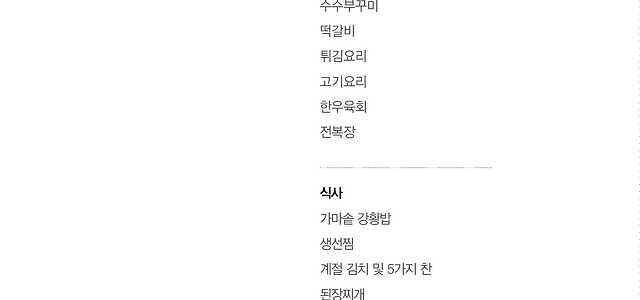 수수부꾸미
떡갈비
튀김요리
고기요리
한우육회
전복장
식사
가마솥 강황밥
생선찜
계절 김치 및 5가지 찬
된장찌개